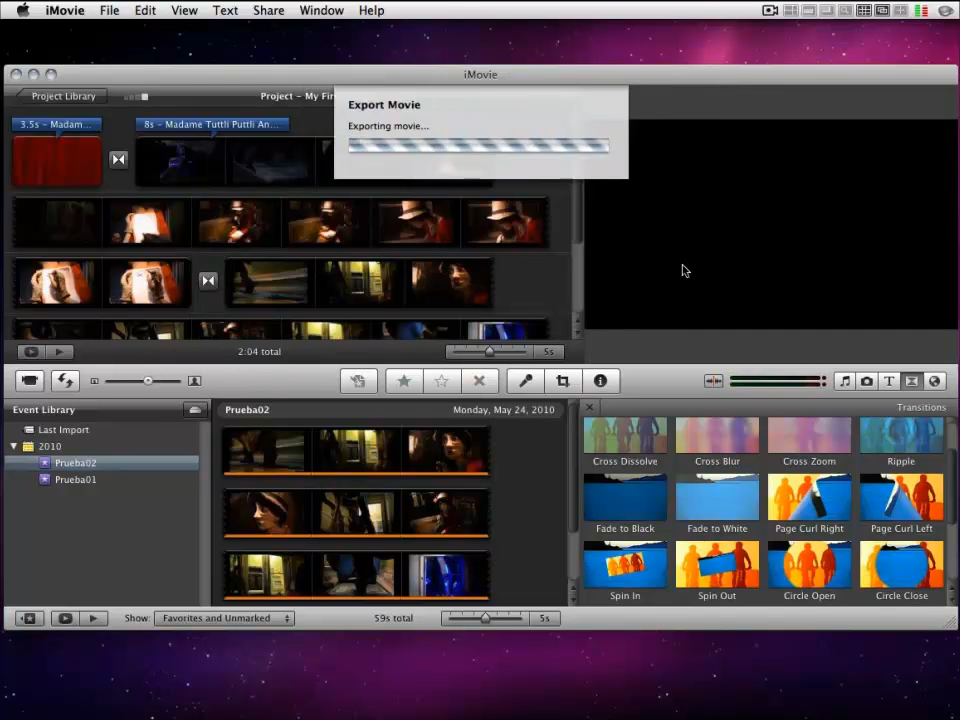 iMovie File Edit View Text Share Window Help
iMovie
Project Library
Project - My Fir
Export Movie
Exporting movie...
3.5s - Madam...
8s - Madame Tuttli Puttli An...
2:04 total
5s
Event Library
Prueba02
Monday, May 24, 2010
Transitions
Last Import
2010
Prueba02
Prueba01
Cross Dissolve
Cross Blur
Cross Zoom
Ripple
Fade to Black
Fade to White
Page Curl Right
Page Curl Left
Spin In
Spin Out
Circle Open
Circle Close
Show:
Favorites and Unmarked
59s total
5s